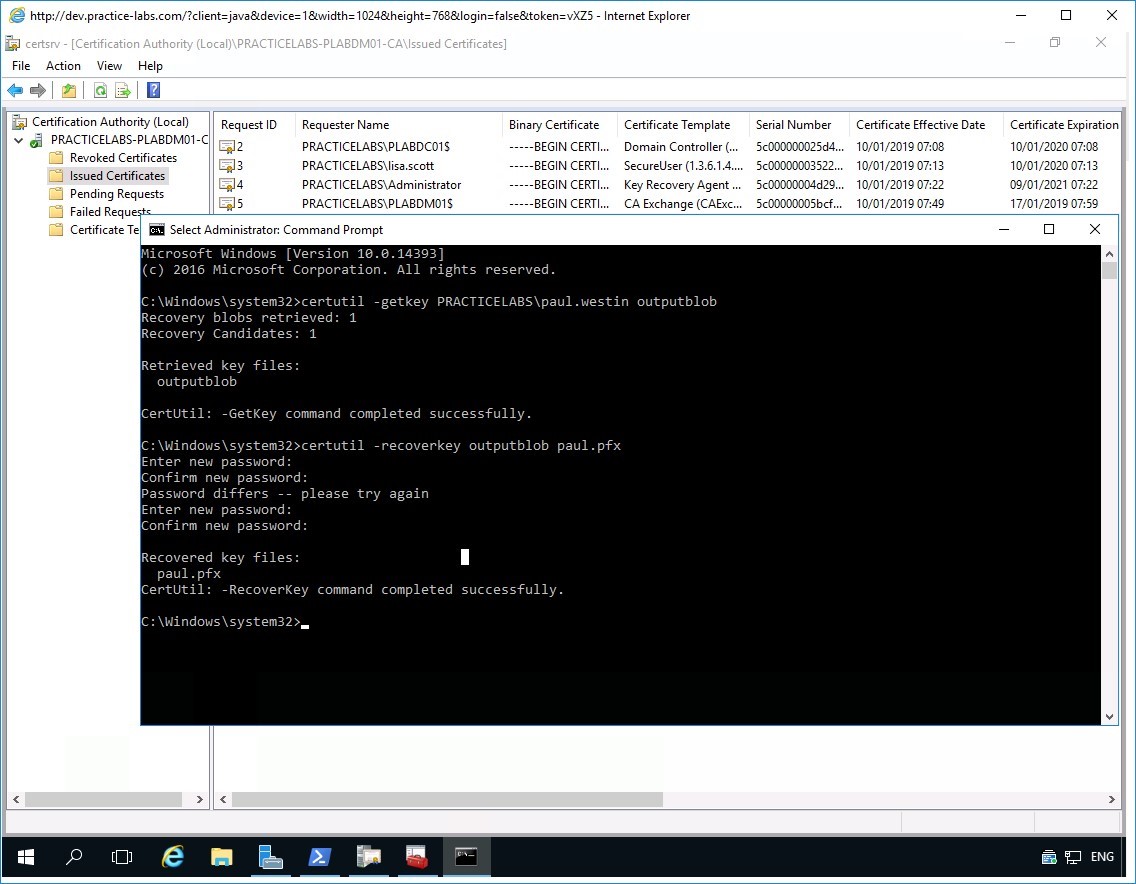 http://dev.practice-labs.com/?client=java&device=1&width=1024&height=768&login=false&token=vXZ5 - Internet Explorer
certsrv - [Certification Authority (Local)\PRACTICELABS-PLABDM01-CA\Issued Certificates]
File Action View Help
Certification Authority (Local)
PRACTICELABS-PLABDM01-C
Revoked Certificates
Issued Certificates
Pending Requests
Failed Requests
Certificate Te
Request ID Requester Name Binary Certificate Certificate Template Serial Number Certificate Effective Date Certificate Expiration
2 PRACTICELABS\PLABDC01$ -----BEGIN CERTI... Domain Controller (... 5c000000025d4... 10/01/2019 07:08 10/01/2020 07:08
3 PRACTICELABS\lisa.scott -----BEGIN CERTI... SecureUser (1.3.6.1.4.... 5c00000003522... 10/01/2019 07:13 10/01/2020 07:13
4 PRACTICELABS\Administrator -----BEGIN CERTI... Key Recovery Agent ... 5c00000004d29... 10/01/2019 07:22 09/01/2021 07:22
5 PRACTICELABS\PLABDM01$ -----BEGIN CERTI... CA Exchange (CAExc... 5c00000005bcf... 10/01/2019 07:49 17/01/2019 07:59
Select Administrator: Command Prompt
Microsoft Windows [Version 10.0.14393]
(c) 2016 Microsoft Corporation. All rights reserved.
C:\Windows\system32>certutil -getkey PRACTICELABS\paul.westin outputblob
Recovery blobs retrieved: 1
Recovery Candidates: 1
Retrieved key files:
outputblob
CertUtil: -GetKey command completed successfully.
C:\Windows\system32>certutil -recoverkey outputblob paul.pfx
Enter new password:
Confirm new password:
Password differs -- please try again
Enter new password:
Confirm new password:
Recovered key files:
paul.pfx
CertUtil: -RecoverKey command completed successfully.
C:\Windows\system32>
ENG